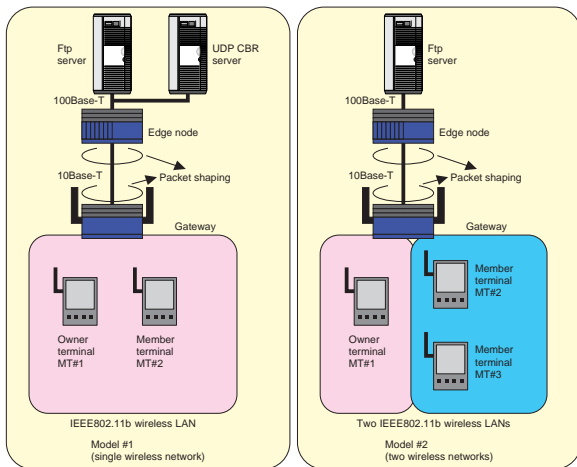 Ftp
server
UDP CBR
server
100Base-T
Edge node
10Base-T
Packet shaping
Gateway
Owner
terminal
MT#1
Member
terminal
MT#2
IEEE802.11b wireless LAN
Model #1
(single wireless network)
Ftp
server
100Base-T
Edge node
10Base-T
Packet shaping
Gateway
Owner
terminal
MT#1
Member
terminal
MT#2
Member
terminal
MT#3
Two IEEE802.11b wireless LANs
Model #2
(two wireless networks)